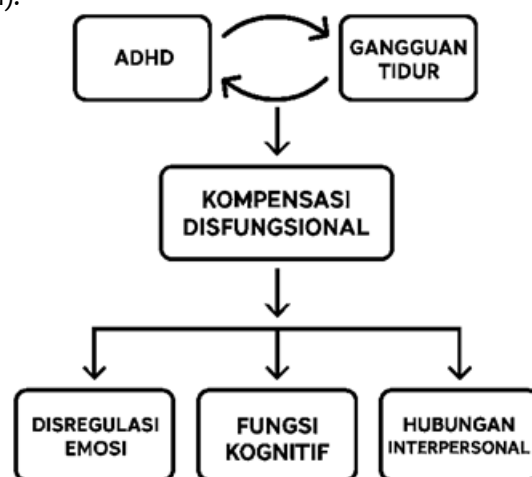 ADHD
GANGGUAN
TIDUR
KOMPENSASI
DISFUNGSIONAL
DISREGULASI
EMOSI
FUNGSI
KOGNITIF
HUBUNGAN
INTERPERSONAL